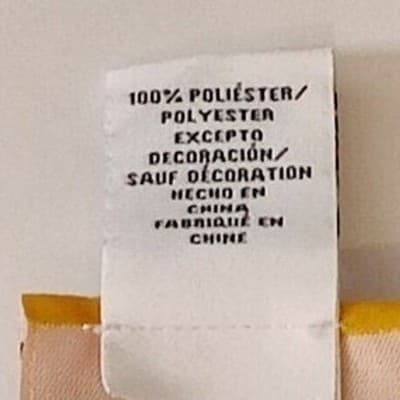 100% POLIÉSTER/
POLYESTER
EXCEPTO
DECORACIÓN/
SAUF DÉCORATION
HECHO EN
CHINA
FABRIQUÉ EN
CHINE